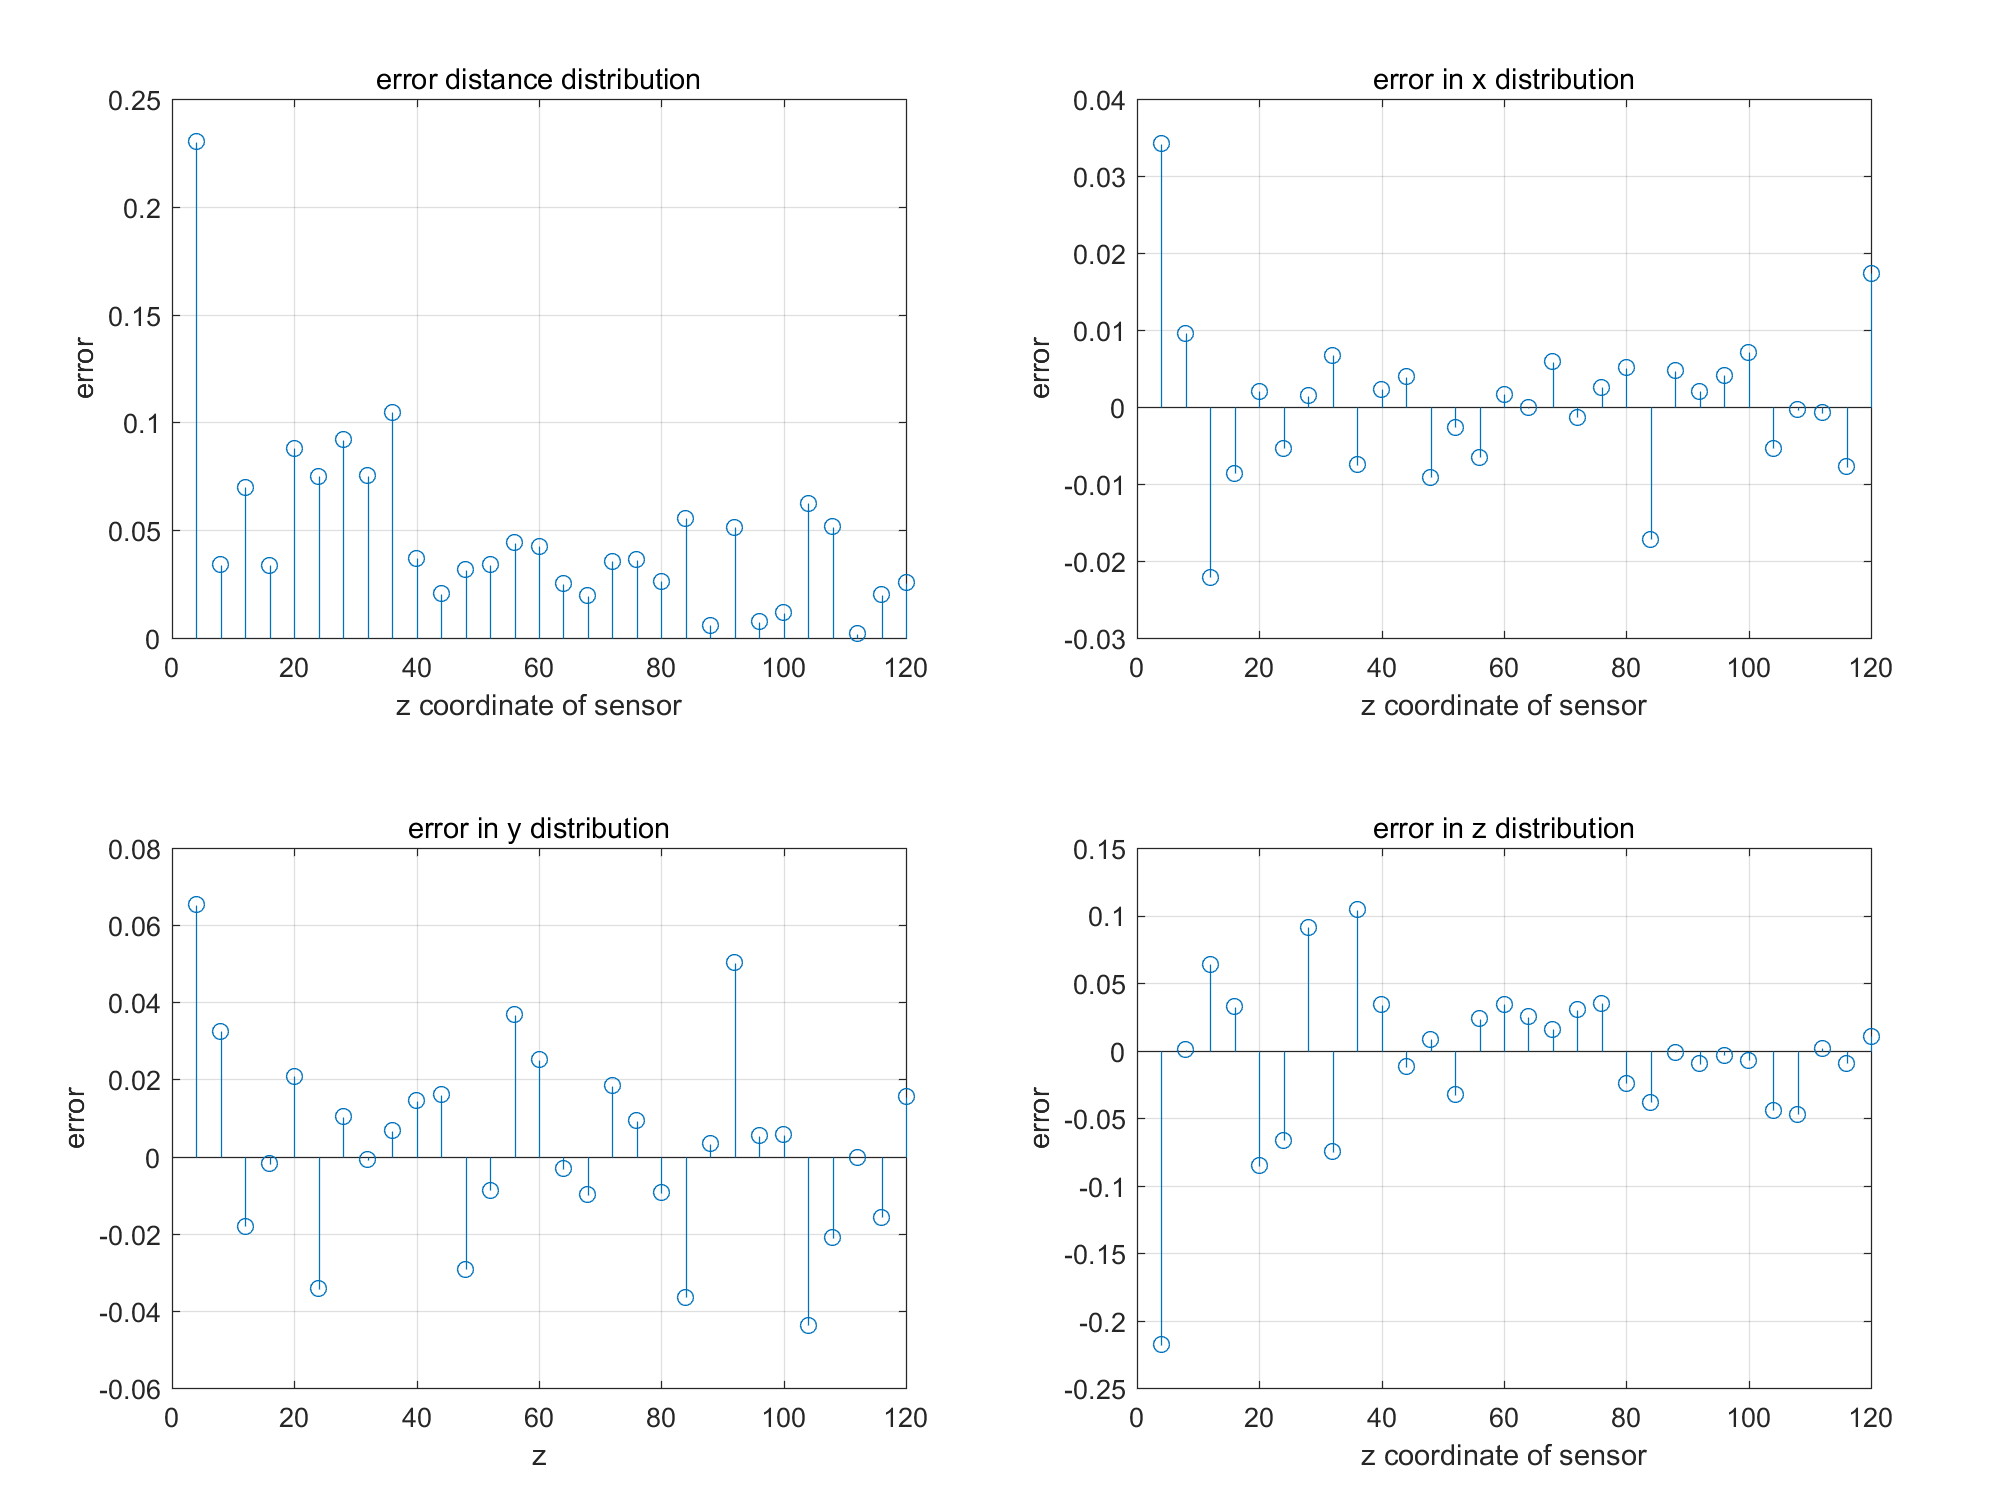 error distance distribution
0.25
0.2
0.15
0.1
0.05
0
error
0 20 40 60 80 100 120
z coordinate of sensor
error in x distribution
0.04
0.03
0.02
0.01
0
-0.01
-0.02
-0.03
error
0 20 40 60 80 100 120
z coordinate of sensor
error in y distribution
0.08
0.06
0.04
0.02
0
-0.02
-0.04
-0.06
error
0 20 40 60 80 100 120
z
error in z distribution
0.15
0.1
0.05
0
-0.05
-0.1
-0.15
-0.2
-0.25
error
0 20 40 60 80 100 120
z coordinate of sensor